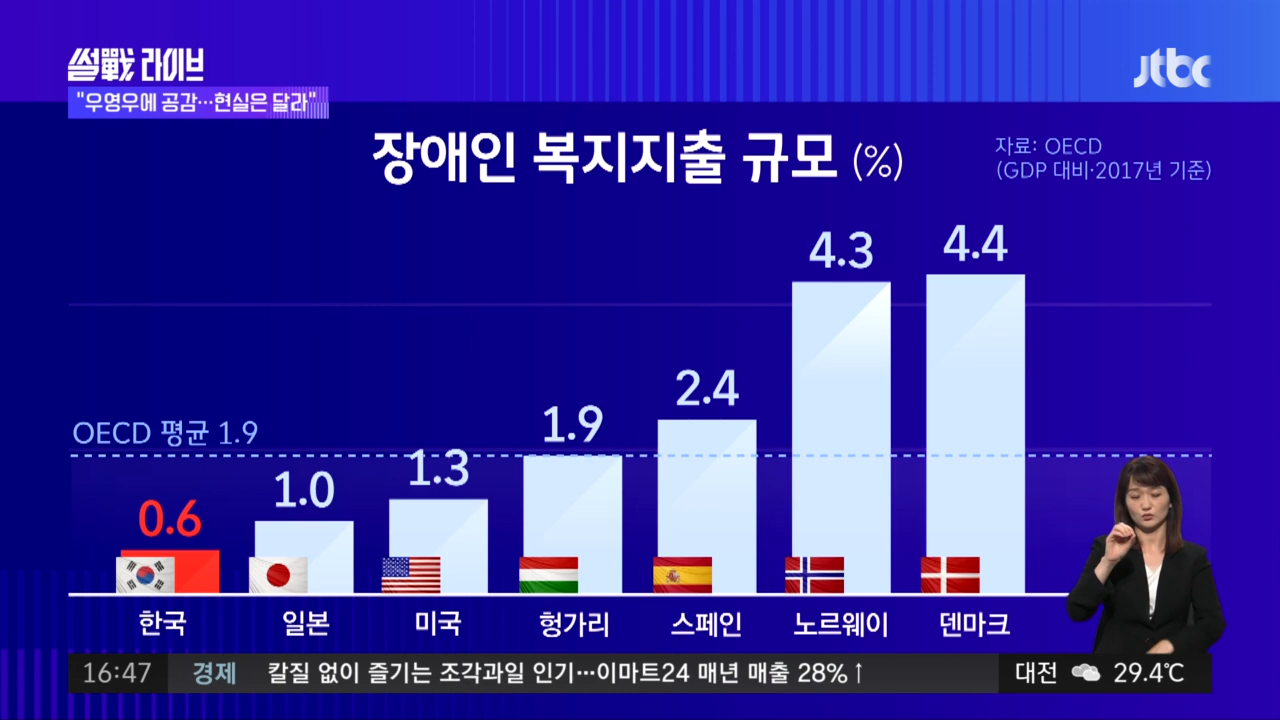 썰戰 라이브
jtbc
"우영우에 공감…현실은 달라"
장애인 복지지출 규모 (%)
자료: OECD
(GDP 대비·2017년 기준)
4.3
4.4
2.4
1.9
OECD 평균 1.9
1.3
1.0
0.6
한국
일본
미국
헝가리
스페인
노르웨이
덴마크
16:47 경제 칼질 없이 즐기는 조각과일 인기…이마트24 매년 매출 28%↑ 대전 29.4℃